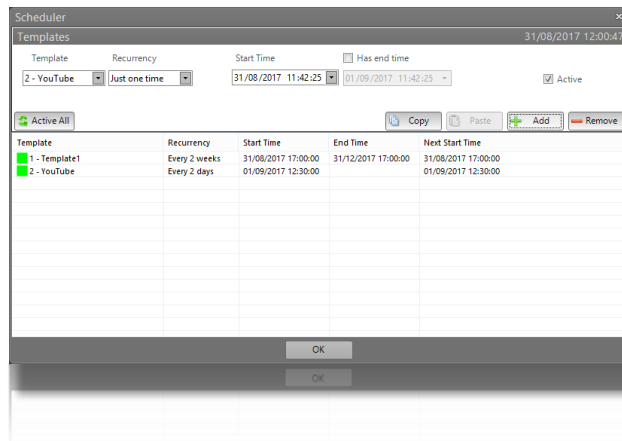 Scheduler
Templates 31/08/2017 12:00:47
Template Recurrency Start Time Has end time
2 - YouTube Just one time 31/08/2017 11:42:25 01/09/2017 11:42:25 Active
Active All Copy Paste Add Remove
Template Recurrency Start Time End Time Next Start Time
1 - Template1 Every 2 weeks 31/08/2017 17:00:00 31/12/2017 17:00:00 31/08/2017 17:00:00
2 - YouTube Every 2 days 01/09/2017 12:30:00 01/09/2017 12:30:00
OK
OK